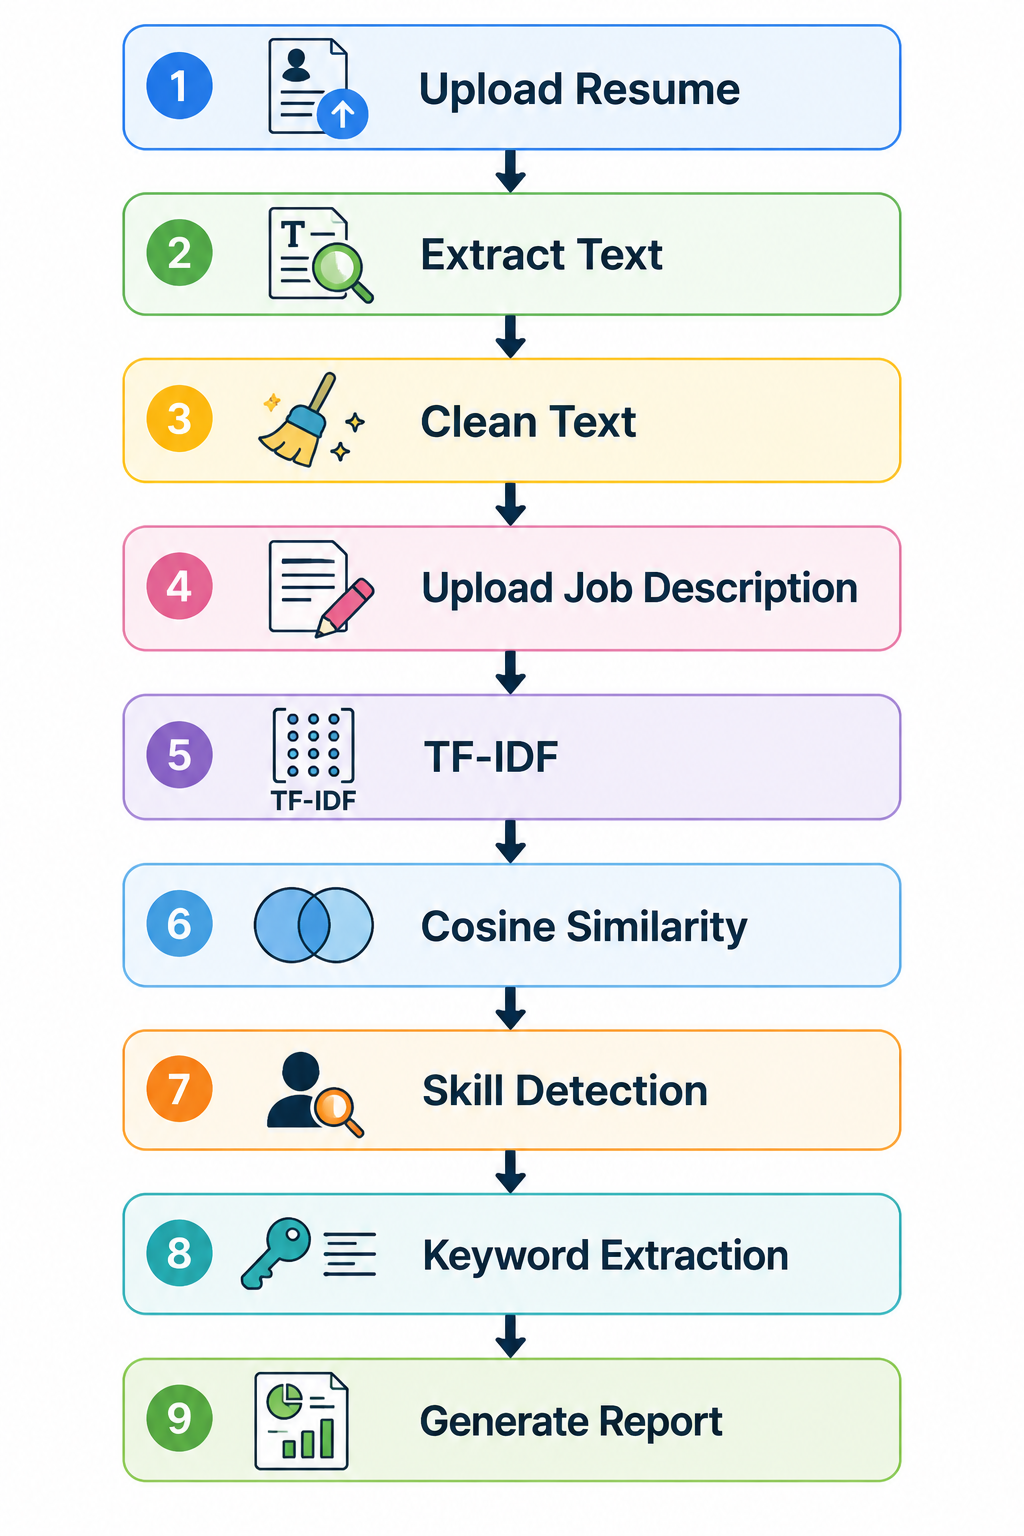 1 Upload Resume
2 T Extract Text
3 Clean Text
4 Upload Job Description
5 TF-IDF
TF-IDF
6 Cosine Similarity
7 Skill Detection
8 Keyword Extraction
9 Generate Report